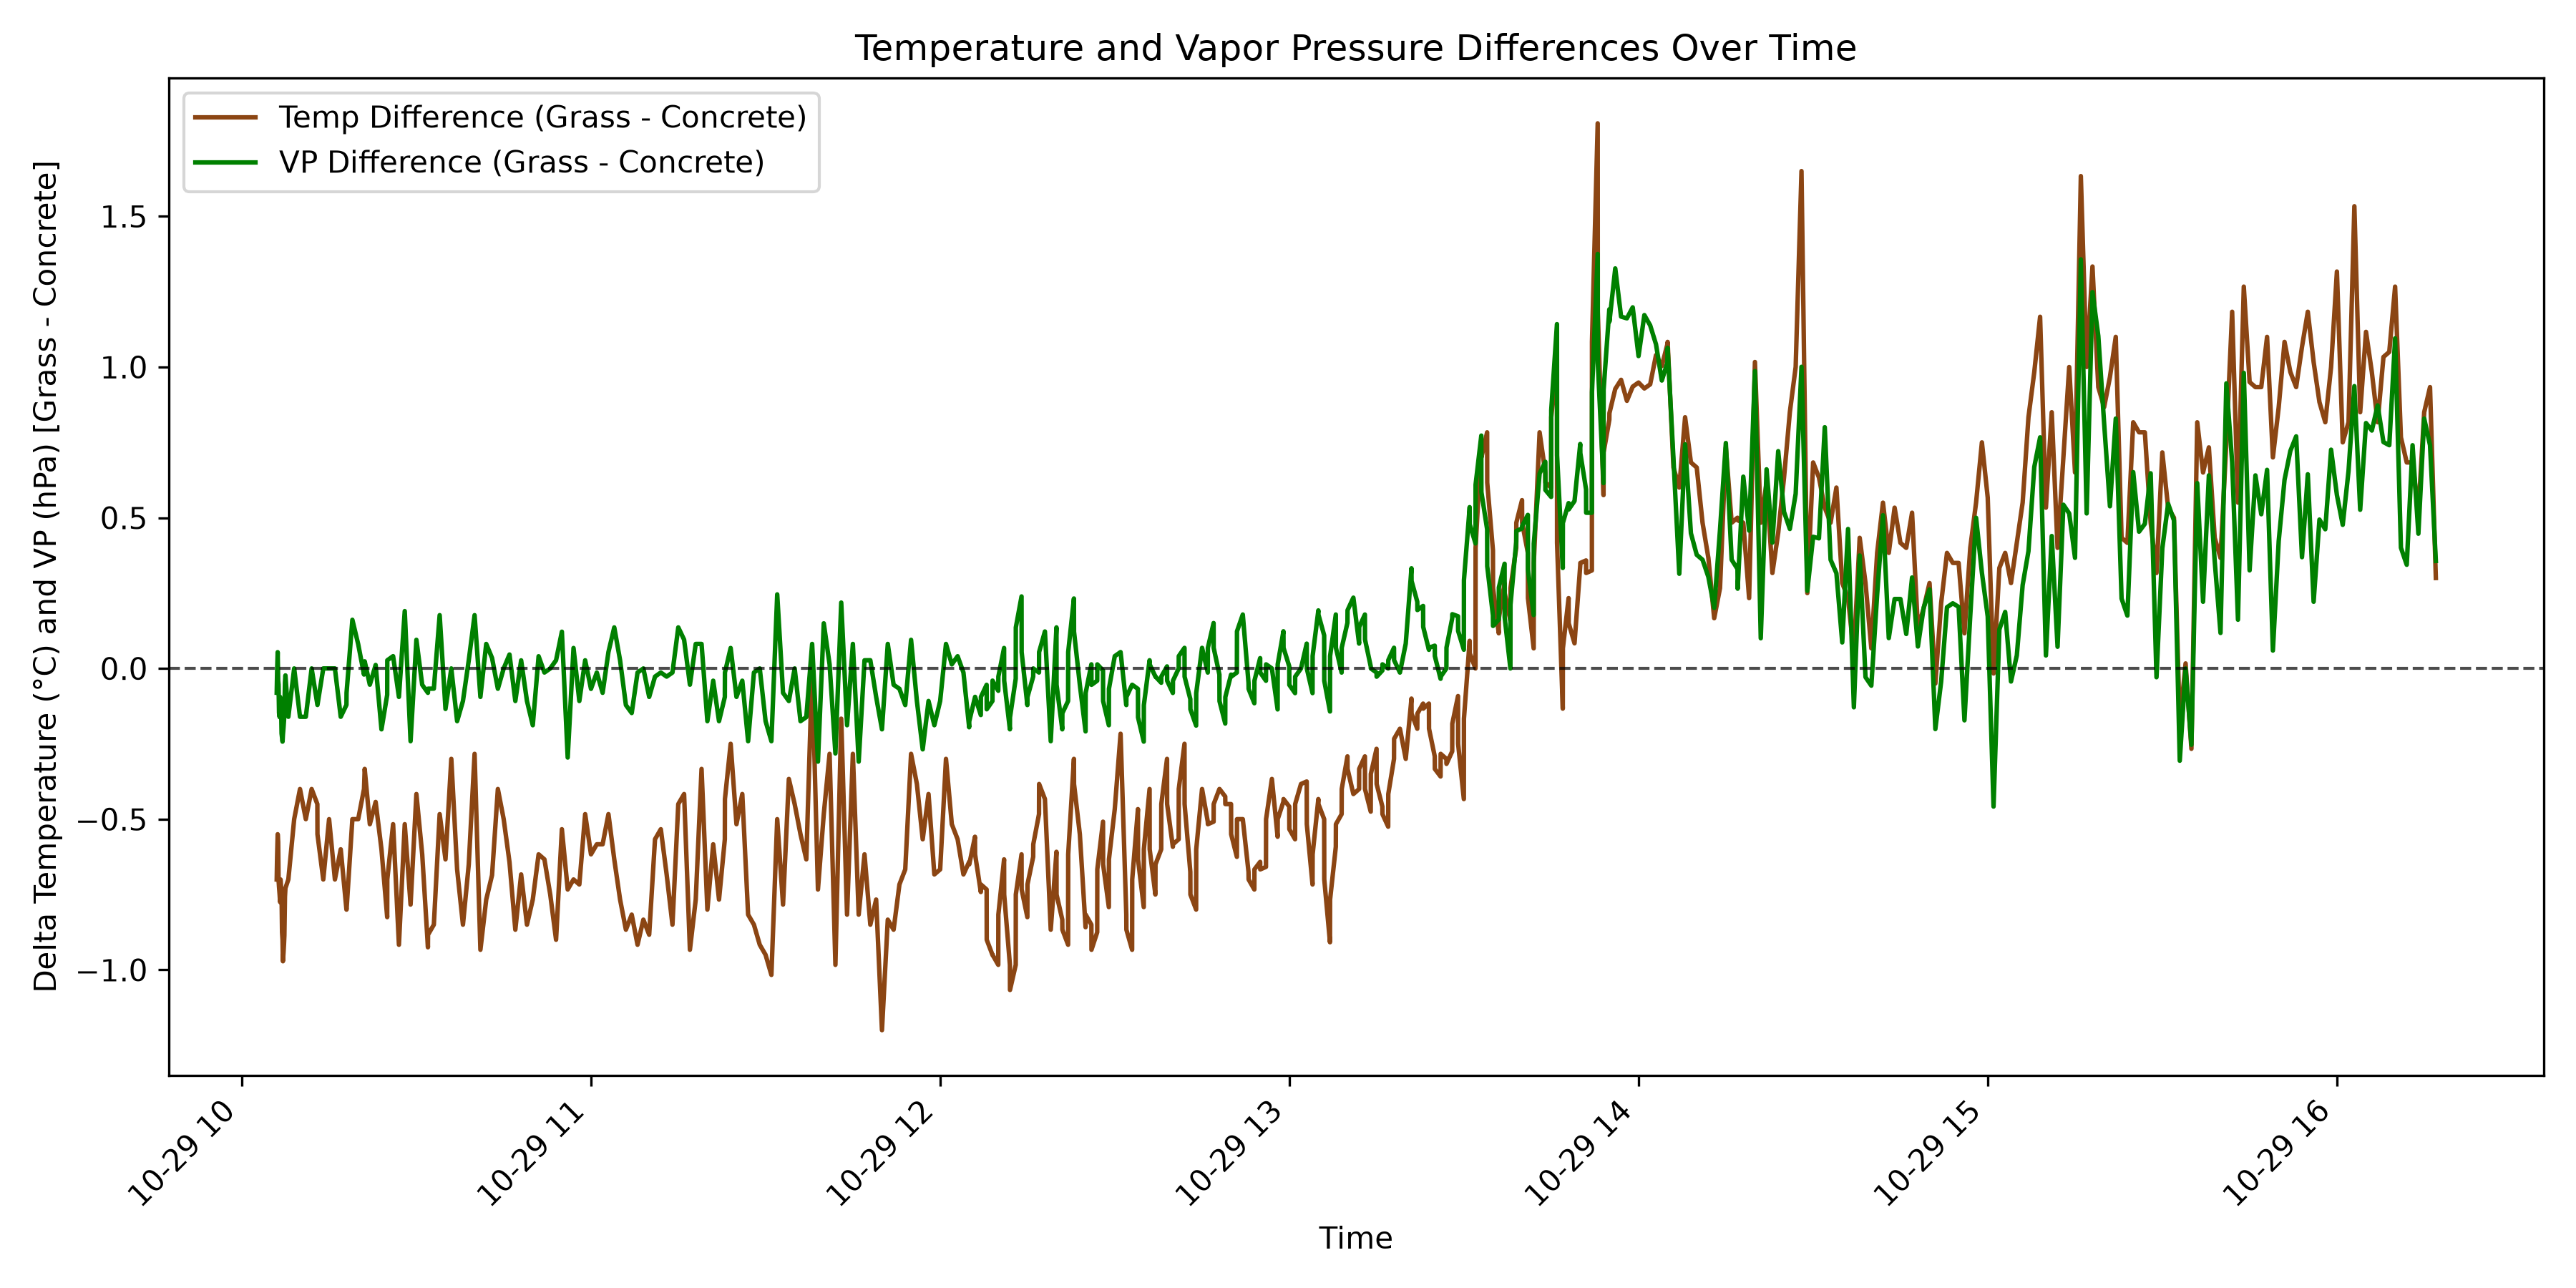 Temperature and Vapor Pressure Differences Over Time
Temp Difference (Grass - Concrete)
VP Difference (Grass - Concrete)
Delta Temperature (°C) and VP (hPa) [Grass - Concrete]
1.5
1.0
0.5
0.0
−0.5
−1.0
10-29 10
10-29 11
10-29 12
10-29 13
10-29 14
10-29 15
10-29 16
Time